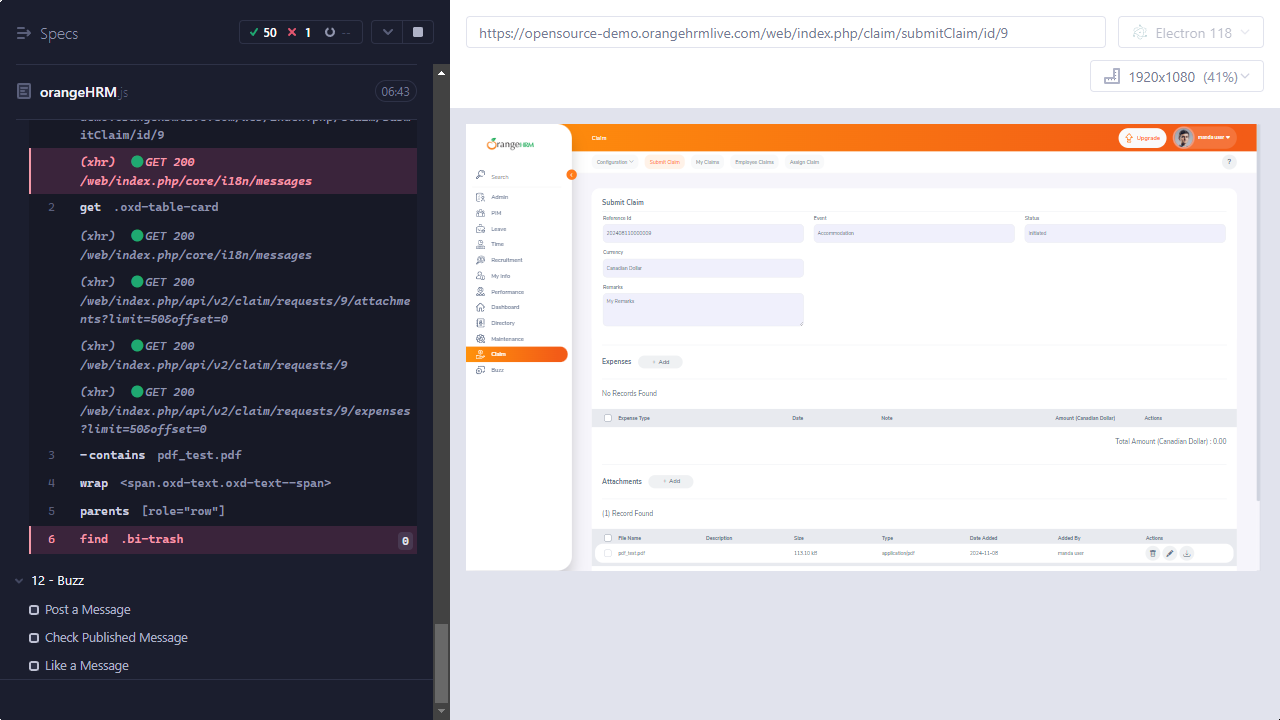 Specs
50
1
--
orangeHRM.js
06:43
itClaim/id/9
(xhr) GET 200
/web/index.php/core/i18n/messages
2 get .oxd-table-card
(xhr) GET 200
/web/index.php/core/i18n/messages
(xhr) GET 200
/web/index.php/api/v2/claim/requests/9/attachme
nts?limit=50&offset=0
(xhr) GET 200
/web/index.php/api/v2/claim/requests/9
(xhr) GET 200
/web/index.php/api/v2/claim/requests/9/expenses
?limit=50&offset=0
3 -contains pdf_test.pdf
4 wrap <span.oxd-text.oxd-text--span>
5 parents [role="row"]
6 find .bi-trash 0
12 - Buzz
Post a Message
Check Published Message
Like a Message
https://opensource-demo.orangehrmlive.com/web/index.php/claim/submitClaim/id/9
Electron 118
1920x1080 (41%)
OrangeHRM
Search
Admin
PIM
Leave
Time
Recruitment
My Info
Performance
Dashboard
Directory
Maintenance
Claim
Buzz
Claim
Upgrade
Configuration
Submit Claim
My Claims
Employee Claims
Assign Claim
?
Submit Claim
Reference Id
Event
Status
Accommodation
Initiated
Currency
Canadian Dollar
Remarks
My Remarks
Expenses
+ Add
No Records Found
Expense Type
Date
Note
Amount (Canadian Dollar)
Actions
Total Amount (Canadian Dollar) : 0.00
Attachments
+ Add
(1) Record Found
File Name
Description
Size
Type
Date Added
Added By
Actions
pdf_test.pdf
113.10 kB
application/pdf
2024-11-08